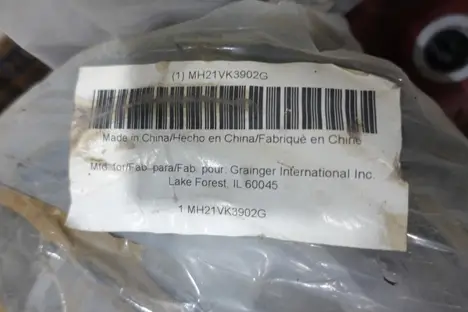 (1) MH21VK3902G
Made in China/Hecho en China/Fabriqué en Chine
Mfd. for/Fab. para/Fab. pour: Grainger International Inc.
Lake Forest, IL 60045
1 MH21VK3902G